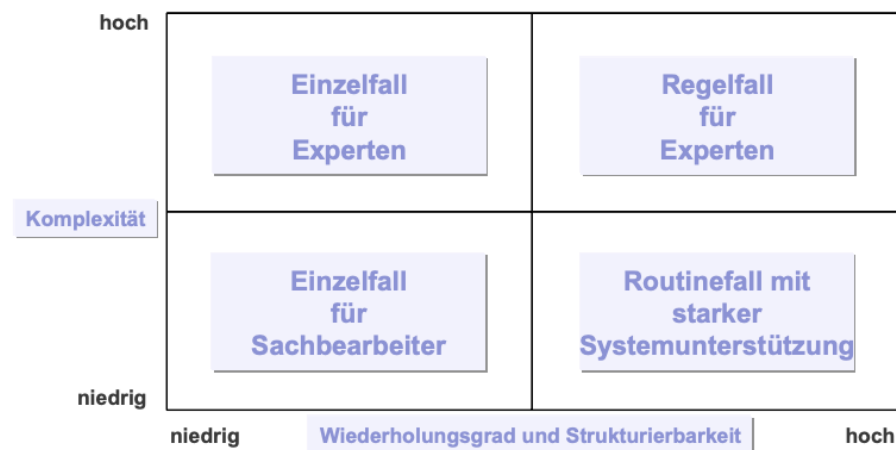 hoch
Einzelfall
für
Experten
Regelfall
für
Experten
Komplexität
Einzelfall
für
Sachbearbeiter
Routinefall mit
starker
Systemunterstützung
niedrig
niedrig
Wiederholungsgrad und Strukturierbarkeit
hoch